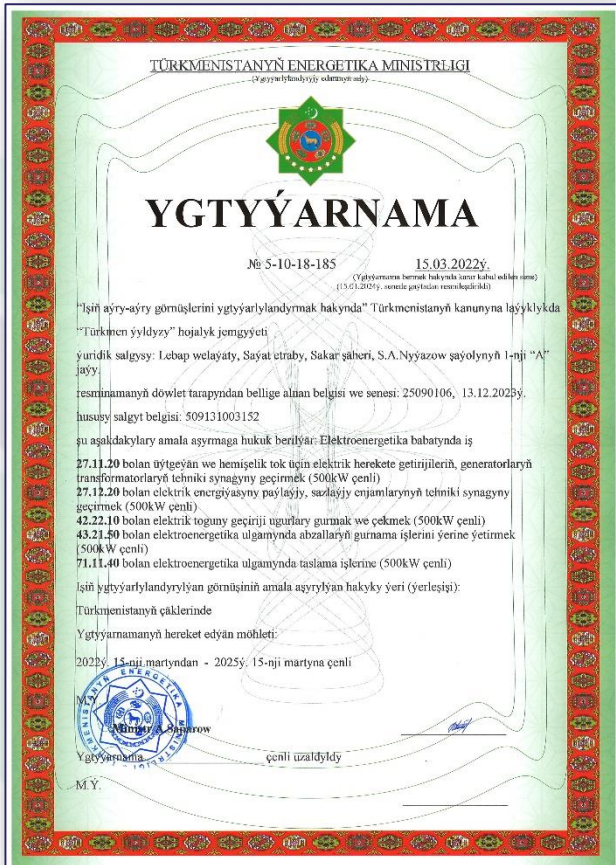 TÜRKMENISTANYŇ ENERGETIKA MINISTRLIGI
(Ygtyýarlylandyryjy edaranyň ady)
YGTYÝARNAMA
№ 5-10-18-185 15.03.2022ý.
(Ygtyýarnama bermek hakynda karar kabul edilen sene)
(15.01.2024ý. senede gaýtadan resmileşdirildi)
“Işiň aýry-aýry görnüşlerini ygtyýarlylandyrmak hakynda” Türkmenistanyň kanunyna laýyklykda
“Türkmen ýyldyzy” hojalyk jemgyýeti
ýuridik salgysy: Lebap welaýaty, Saýat etraby, Sakar şäheri, S.A.Nyýazow şaýolynyň 1-nji “A”
jaýy.
resminamanyň döwlet tarapyndan bellige alnan belgisi we senesi: 25090106, 13.12.2023ý.
hususy salgyt belgisi: 509131003152
şu aşakdakylary amala aşyrmaga hukuk berilýär: Elektroenergetika babatynda iş
27.11.20 bolan üýtgeýän we hemişelik tok üçin elektrik herekete getirijileriň, generatorlaryň
transformatorlaryň tehniki synagyny geçirmek (500kW çenli)
27.12.20 bolan elektrik energiýasyny paýlaýjy, sazlaýjy enjamlarynyň tehniki synagyny
geçirmek (500kW çenli)
42.22.10 bolan elektrik toguny geçiriji ugurlary gurmak we çekmek (500kW çenli)
43.21.50 bolan elektroenergetika ulgamynda abzallaryň gurnama işlerini ýerine ýetirmek
(500kW çenli)
71.11.40 bolan elektroenergetika ulgamynda taslama işlerine (500kW çenli)
Işiň ygtyýarlylandyrylýan görnüşiniň amala aşyrylýan hakyky ýeri (ýerleşişi):
Türkmenistanyň çäklerinde
Ygtyýarnamanyň hereket edýän möhleti:
2022ý. 15-nji martyndan - 2025ý. 15-nji martyna çenli
M.Ý.
Ministr A.Saparow
Ygtyýarnama çenli uzaldyldy
M.Ý.